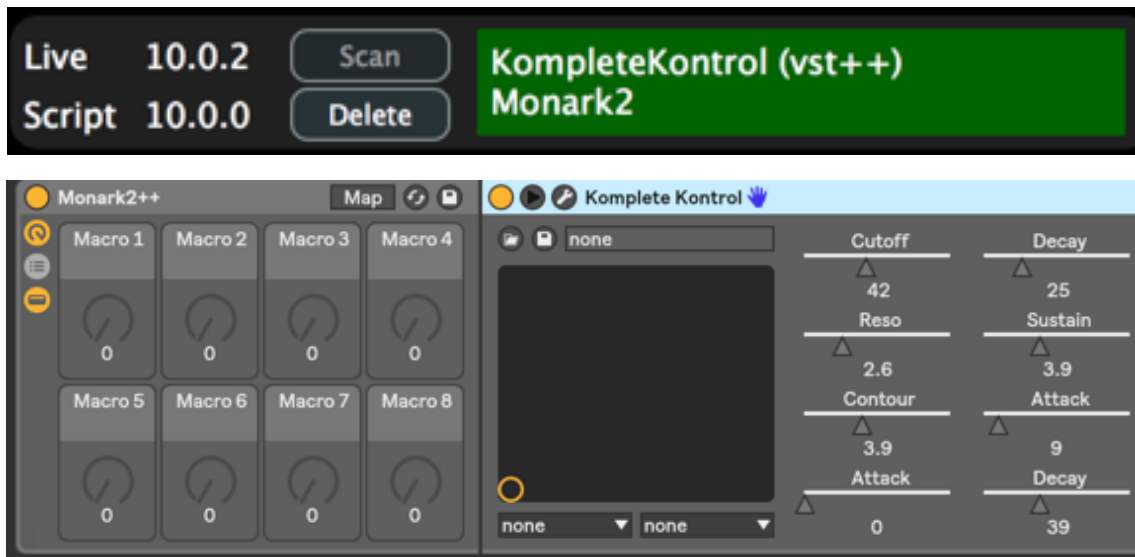 Live 10.0.2 Scan KompleteKontrol (vst++)
Script 10.0.0 Delete Monark2
Monark2++ Map Komplete Kontrol
Macro 1 Macro 2 Macro 3 Macro 4
0 0 0 0
Macro 5 Macro 6 Macro 7 Macro 8
0 0 0 0
none
none none
Cutoff Decay
42 25
Reso Sustain
2.6 3.9
Contour Attack
3.9 9
Attack Decay
0 39